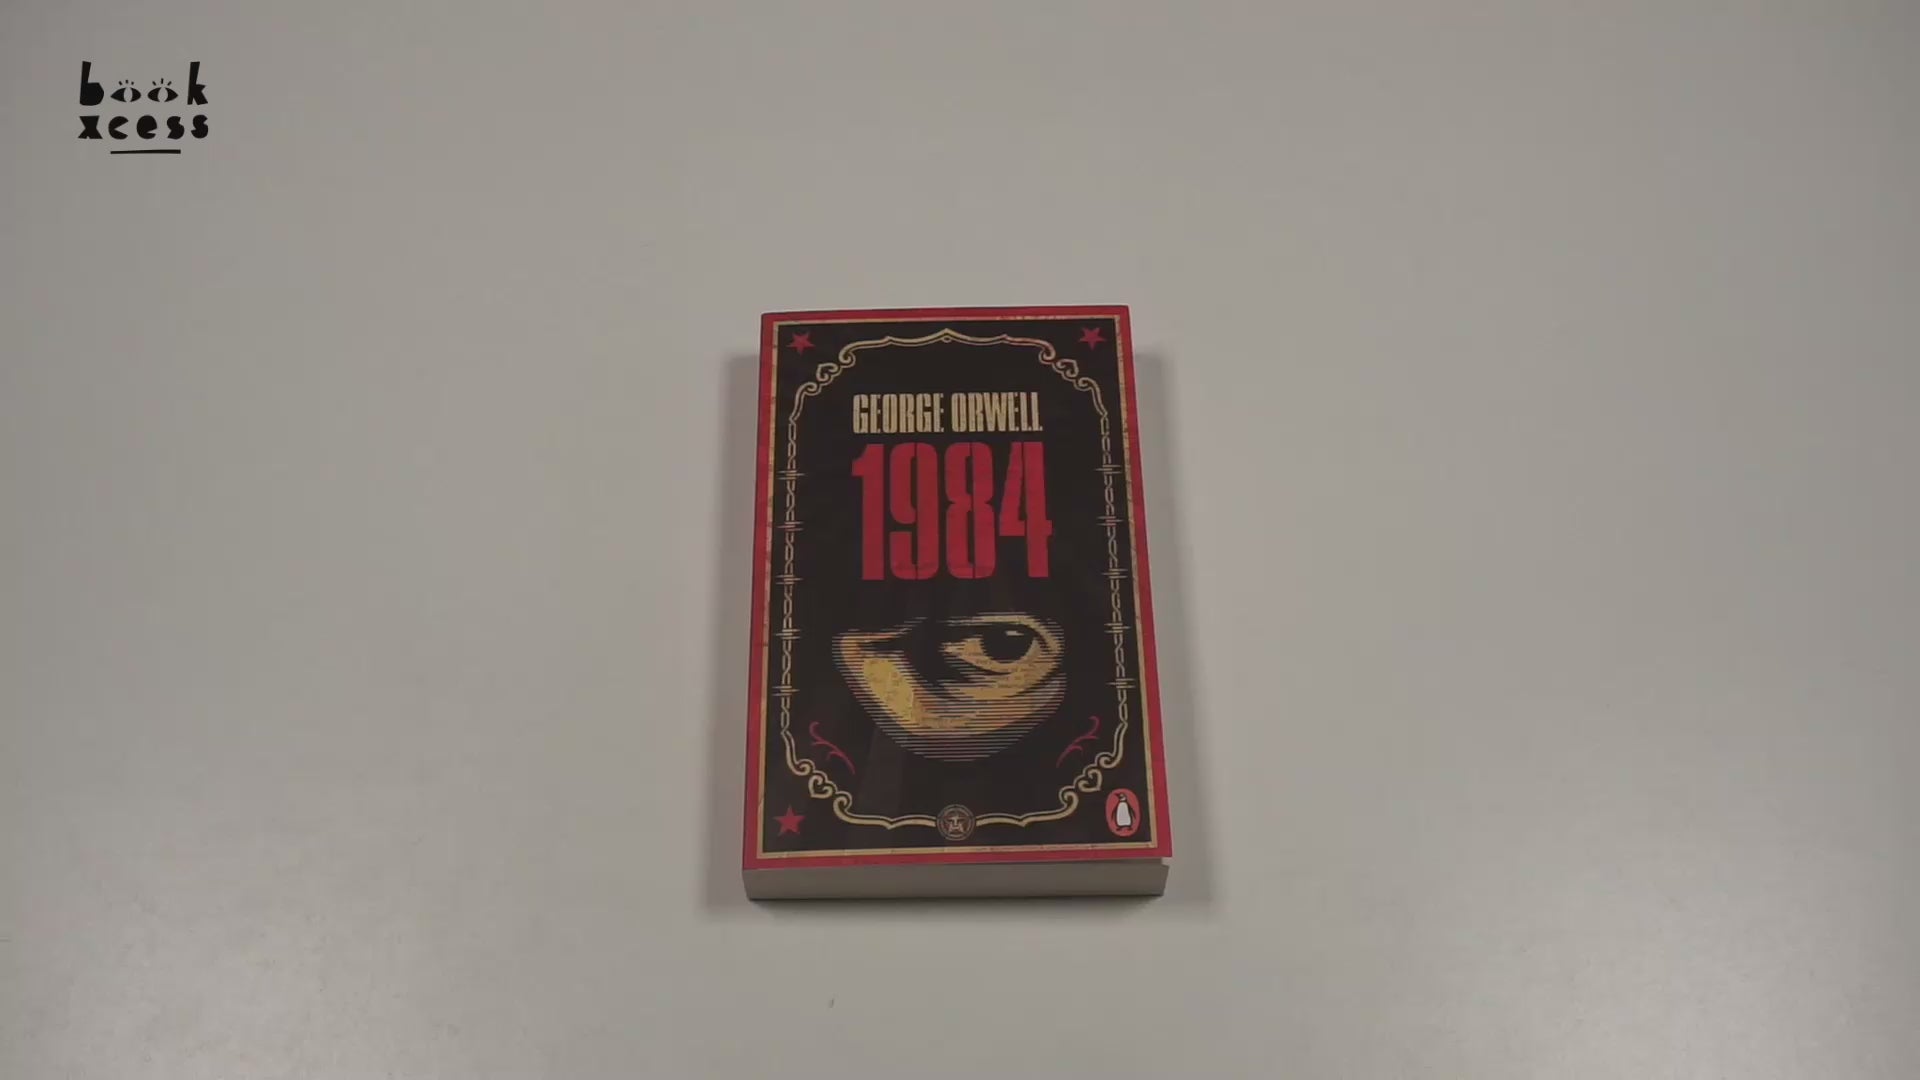 book
xcess
GEORGE ORWELL
1984